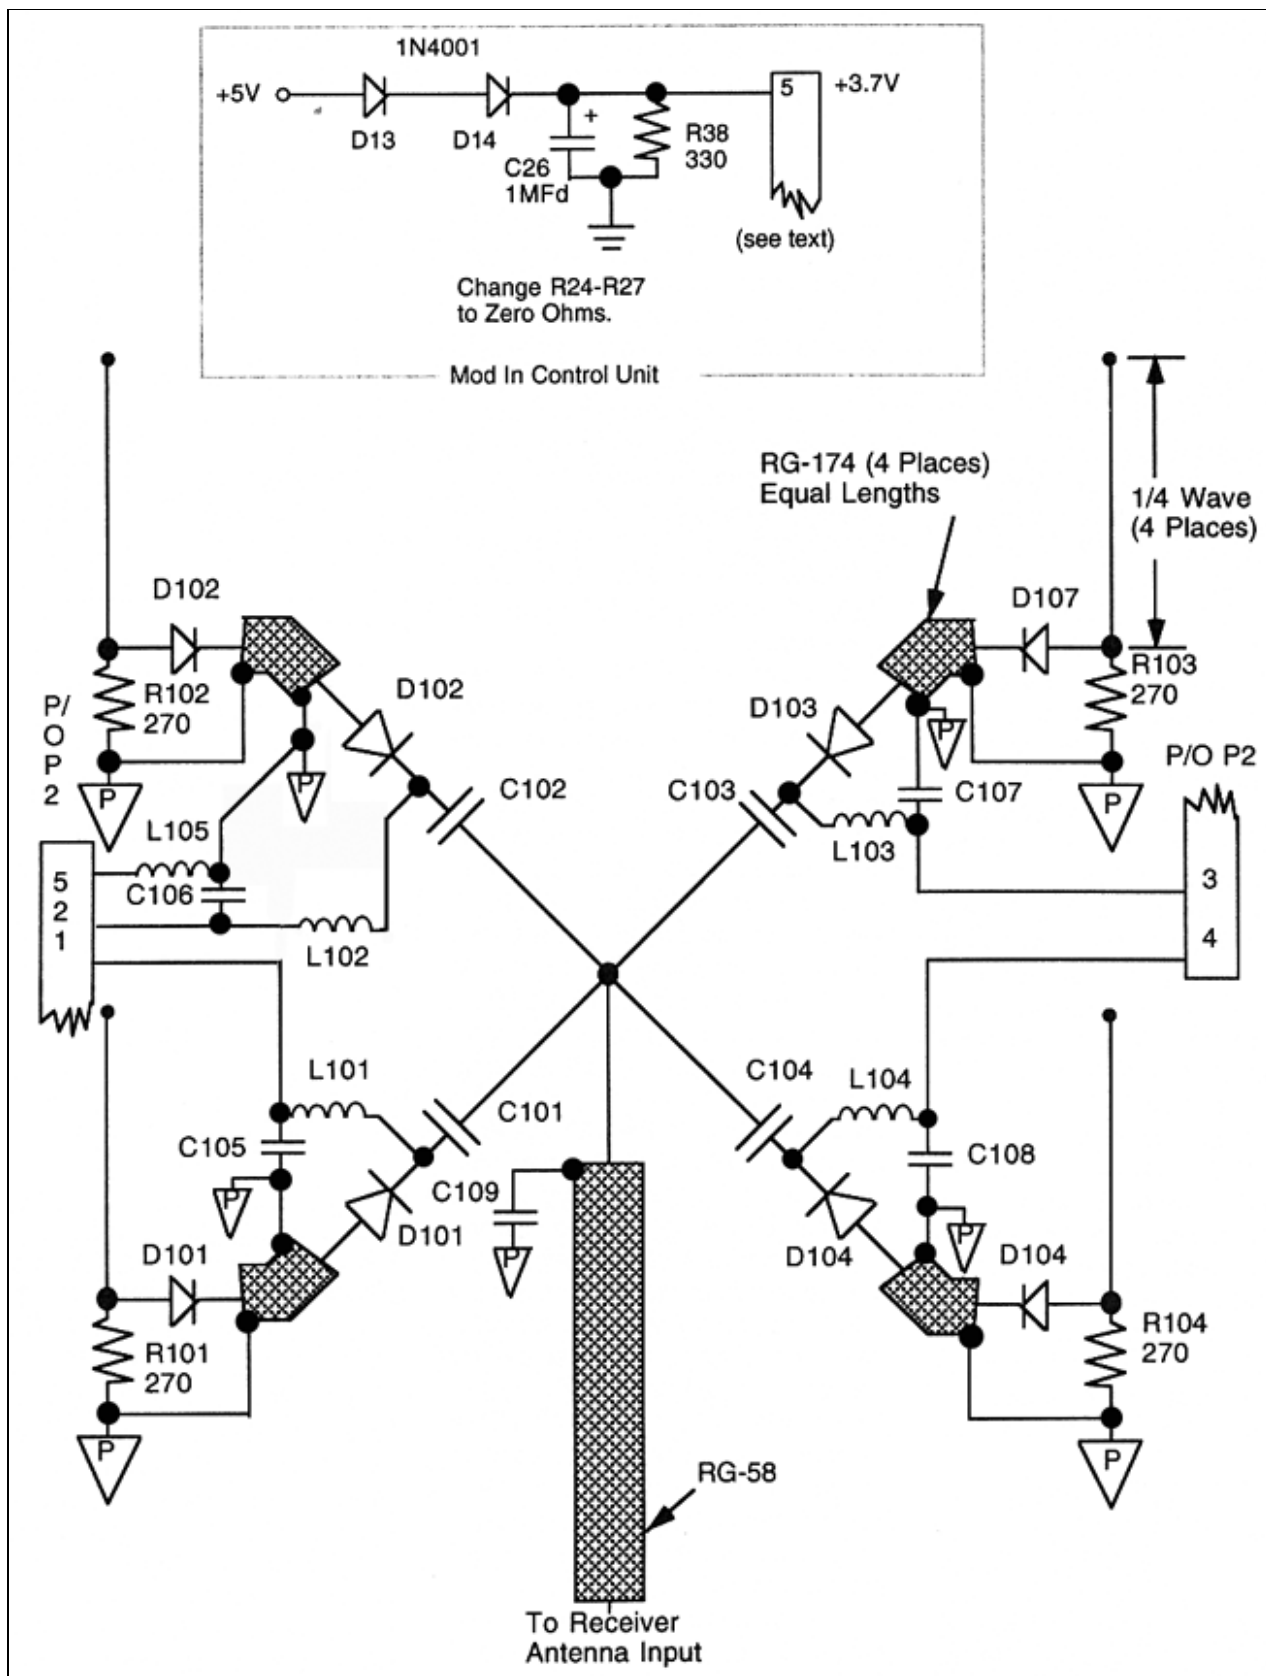 1N4001
+5V
5
+3.7V
D13
D14
+
R38
330
C26
1MFd
(see text)
Change R24-R27
to Zero Ohms.
Mod In Control Unit
RG-174 (4 Places)
Equal Lengths
1/4 Wave
(4 Places)
D102
D107
R102
270
D102
D103
R103
270
P/
O
P
2
P
P
P
P
P/O P2
C102
C103
C107
L105
L103
C106
5
2
1
3
4
L102
L101
C101
C104
L104
C105
C108
P
C109
P
P
D101
D101
D104
D104
R101
270
R104
270
P
P
RG-58
To Receiver
Antenna Input